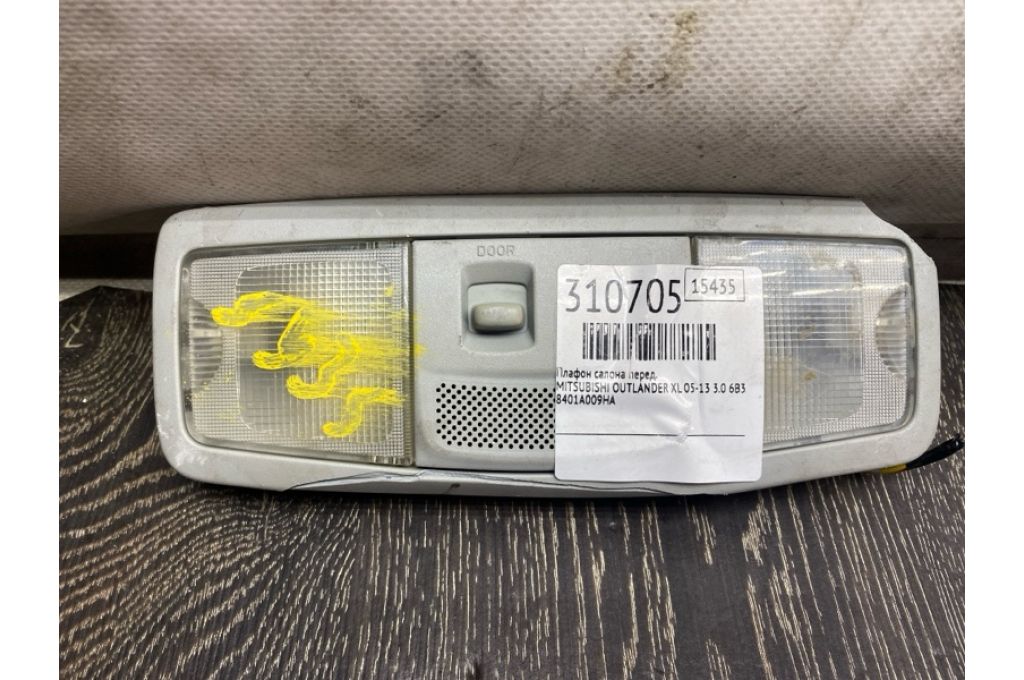 DOOR
310705 15435
Плафон салона перед.
MITSUBISHI OUTLANDER XL 05-13 3.0 6B3
8401A009HA